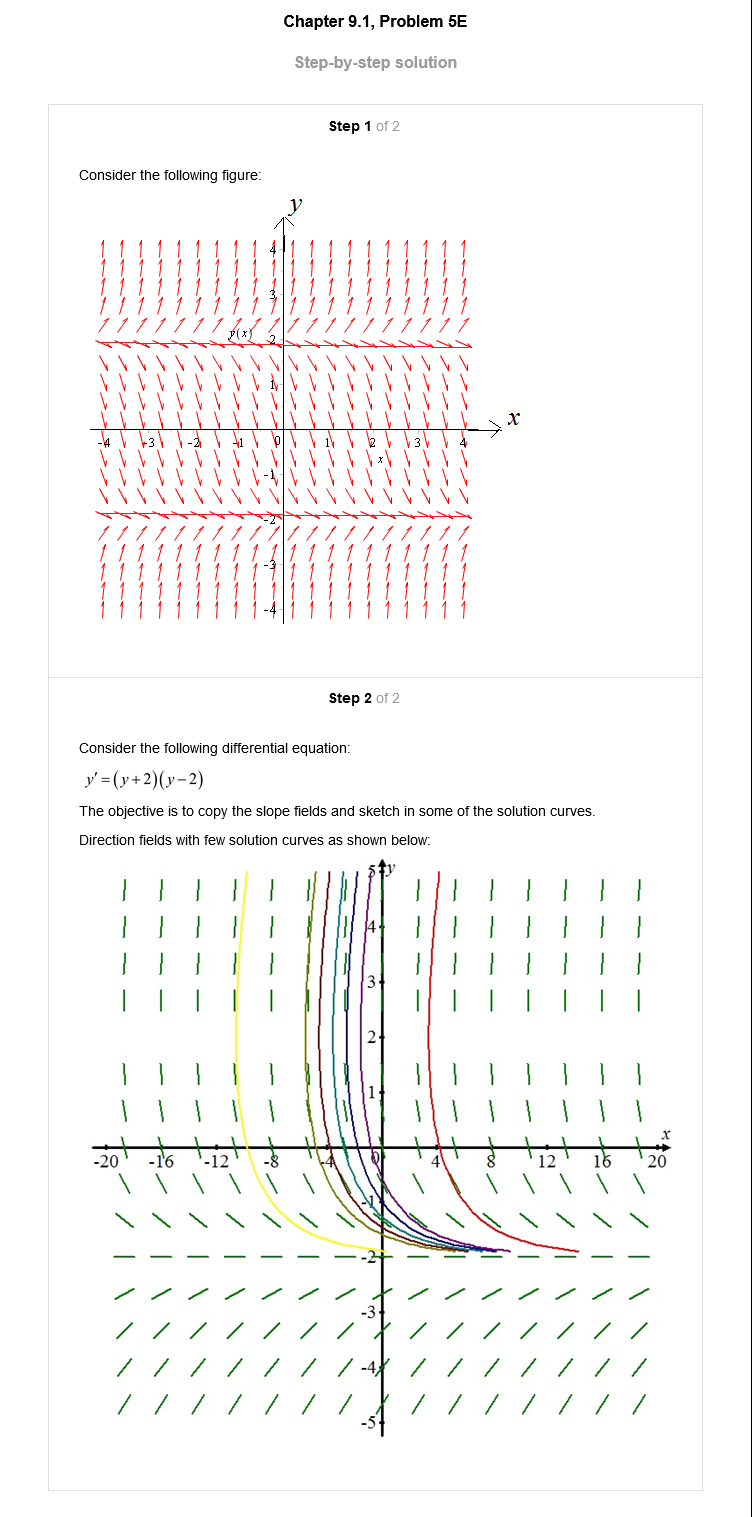 Chapter 9.1, Problem 5E
Step-by-step solution
Step 1 of 2
Consider the following figure:
y
4
3
y(x)
2
1
x
-4 -3 -2 -1 0 1 2 3 4
x
-1
-2
-3
-4
Step 2 of 2
Consider the following differential equation:
y′=(y+2)(y−2)
The objective is to copy the slope fields and sketch in some of the solution curves.
Direction fields with few solution curves as shown below:
5 y
4
3
2
1
x
-20 -16 -12 -8 -4 0 4 8 12 16 20
-1
-2
-3
-4
-5